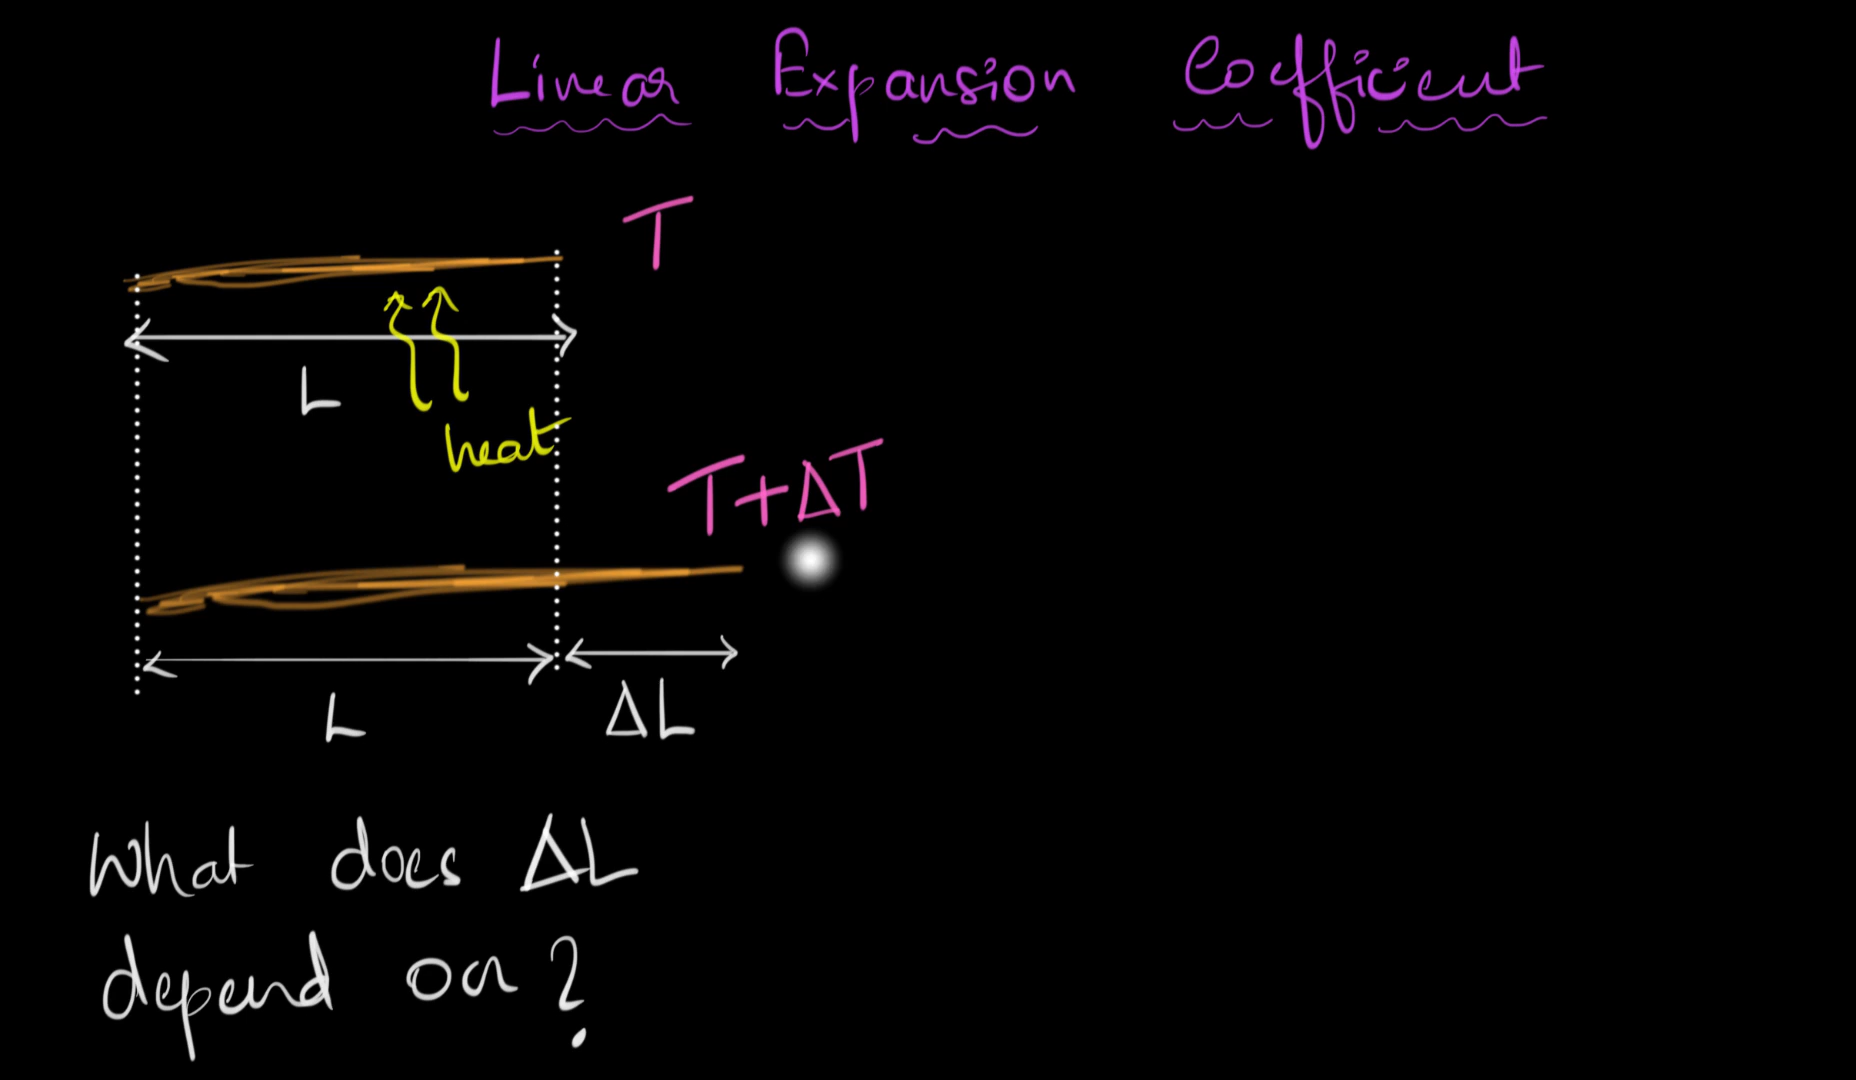 Linear Expansion Coefficient
T
L
heat
T+ΔT
L
ΔL
What does ΔL
depend on?